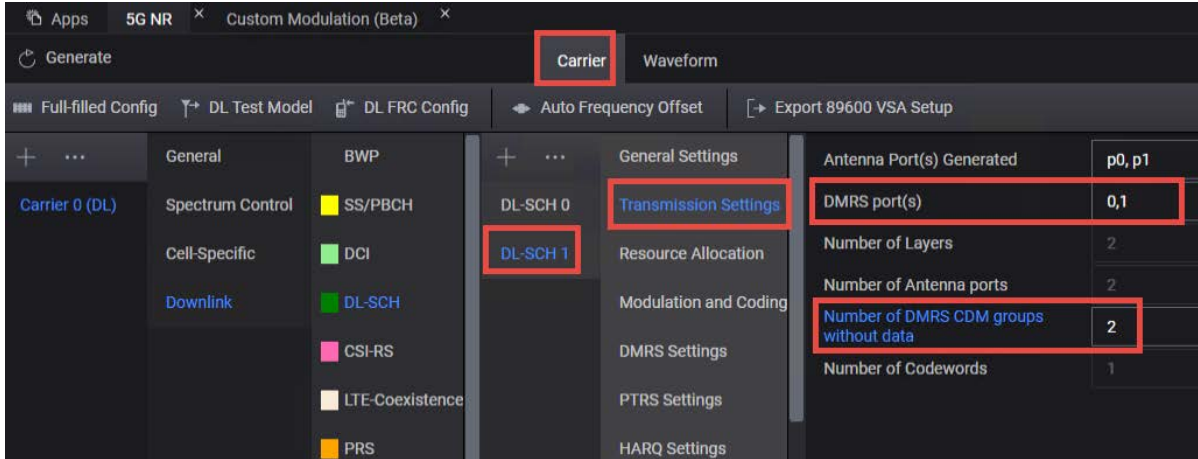 Apps 5G NR × Custom Modulation (Beta) ×
Generate Carrier Waveform
Full-filled Config DL Test Model DL FRC Config Auto Frequency Offset Export 89600 VSA Setup
+ ... General BWP + ... General Settings Antenna Port(s) Generated p0, p1
Carrier 0 (DL) Spectrum Control SS/PBCH DL-SCH 0 Transmission Settings DMRS port(s) 0,1
Cell-Specific DCI DL-SCH 1 Resource Allocation Number of Layers 2
Downlink DL-SCH Modulation and Coding Number of Antenna ports 2
Number of DMRS CDM groups
without data 2
CSI-RS DMRS Settings Number of Codewords 1
LTE-Coexistence PTRS Settings
PRS HARQ Settings